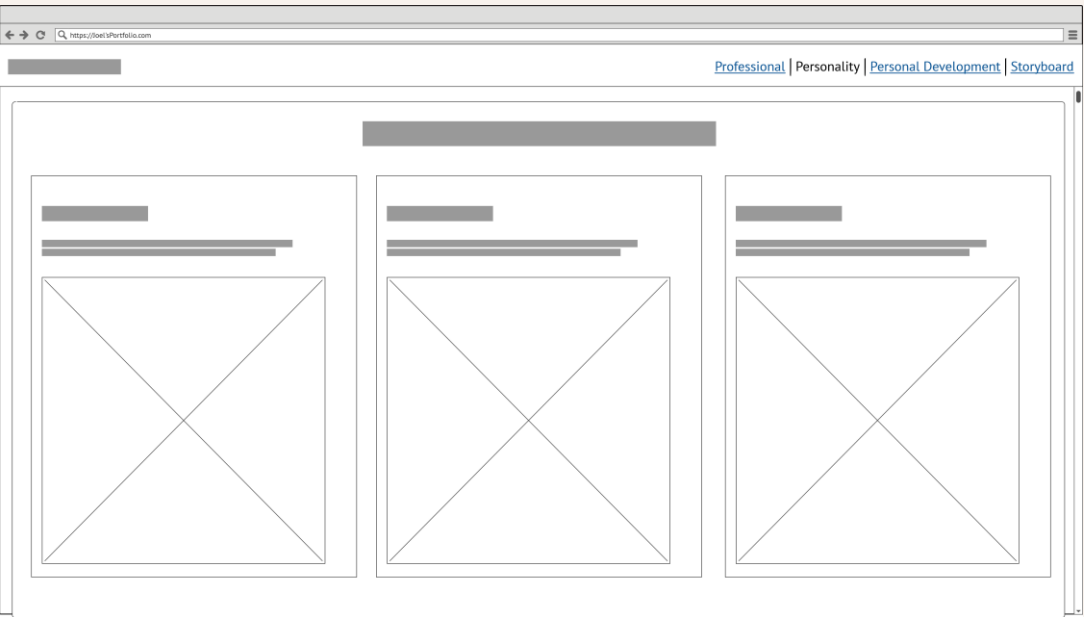 https://Joel'sPortfolio.com
Professional | Personality | Personal Development | Storyboard